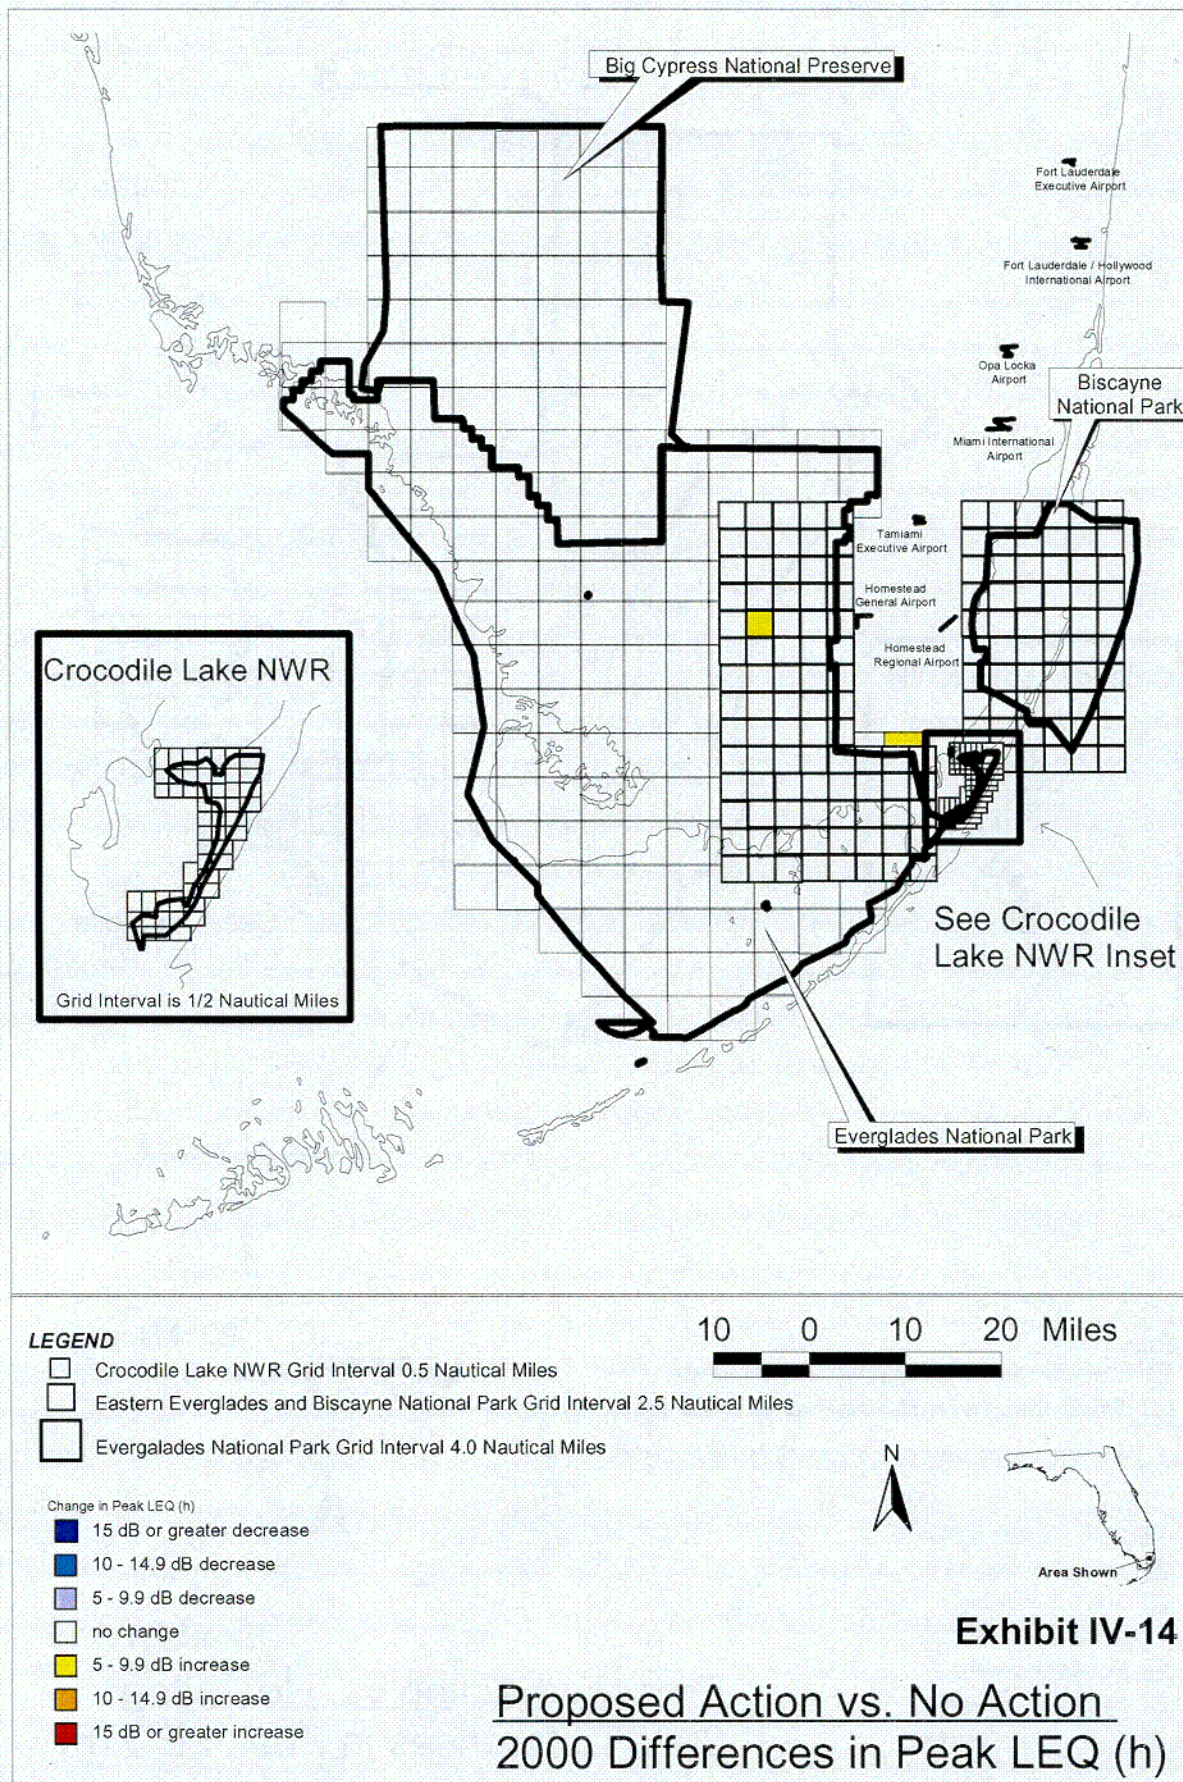 Big Cypress National Preserve
Fort Lauderdale
Executive Airport
Fort Lauderdale / Hollywood
International Airport
Opa Locka
Airport
Biscayne
National Park
Miami International
Airport
Tamiami
Executive Airport
Homestead
General Airport
Homestead
Regional Airport
Crocodile Lake NWR
Grid Interval is 1/2 Nautical Miles
See Crocodile
Lake NWR Inset
Everglades National Park
LEGEND
Crocodile Lake NWR Grid Interval 0.5 Nautical Miles
Eastern Everglades and Biscayne National Park Grid Interval 2.5 Nautical Miles
Evergalades National Park Grid Interval 4.0 Nautical Miles
10 0 10 20 Miles
N
Area Shown
Change in Peak LEQ (h)
15 dB or greater decrease
10 - 14.9 dB decrease
5 - 9.9 dB decrease
no change
5 - 9.9 dB increase
10 - 14.9 dB increase
15 dB or greater increase
Exhibit IV-14
Proposed Action vs. No Action
2000 Differences in Peak LEQ (h)